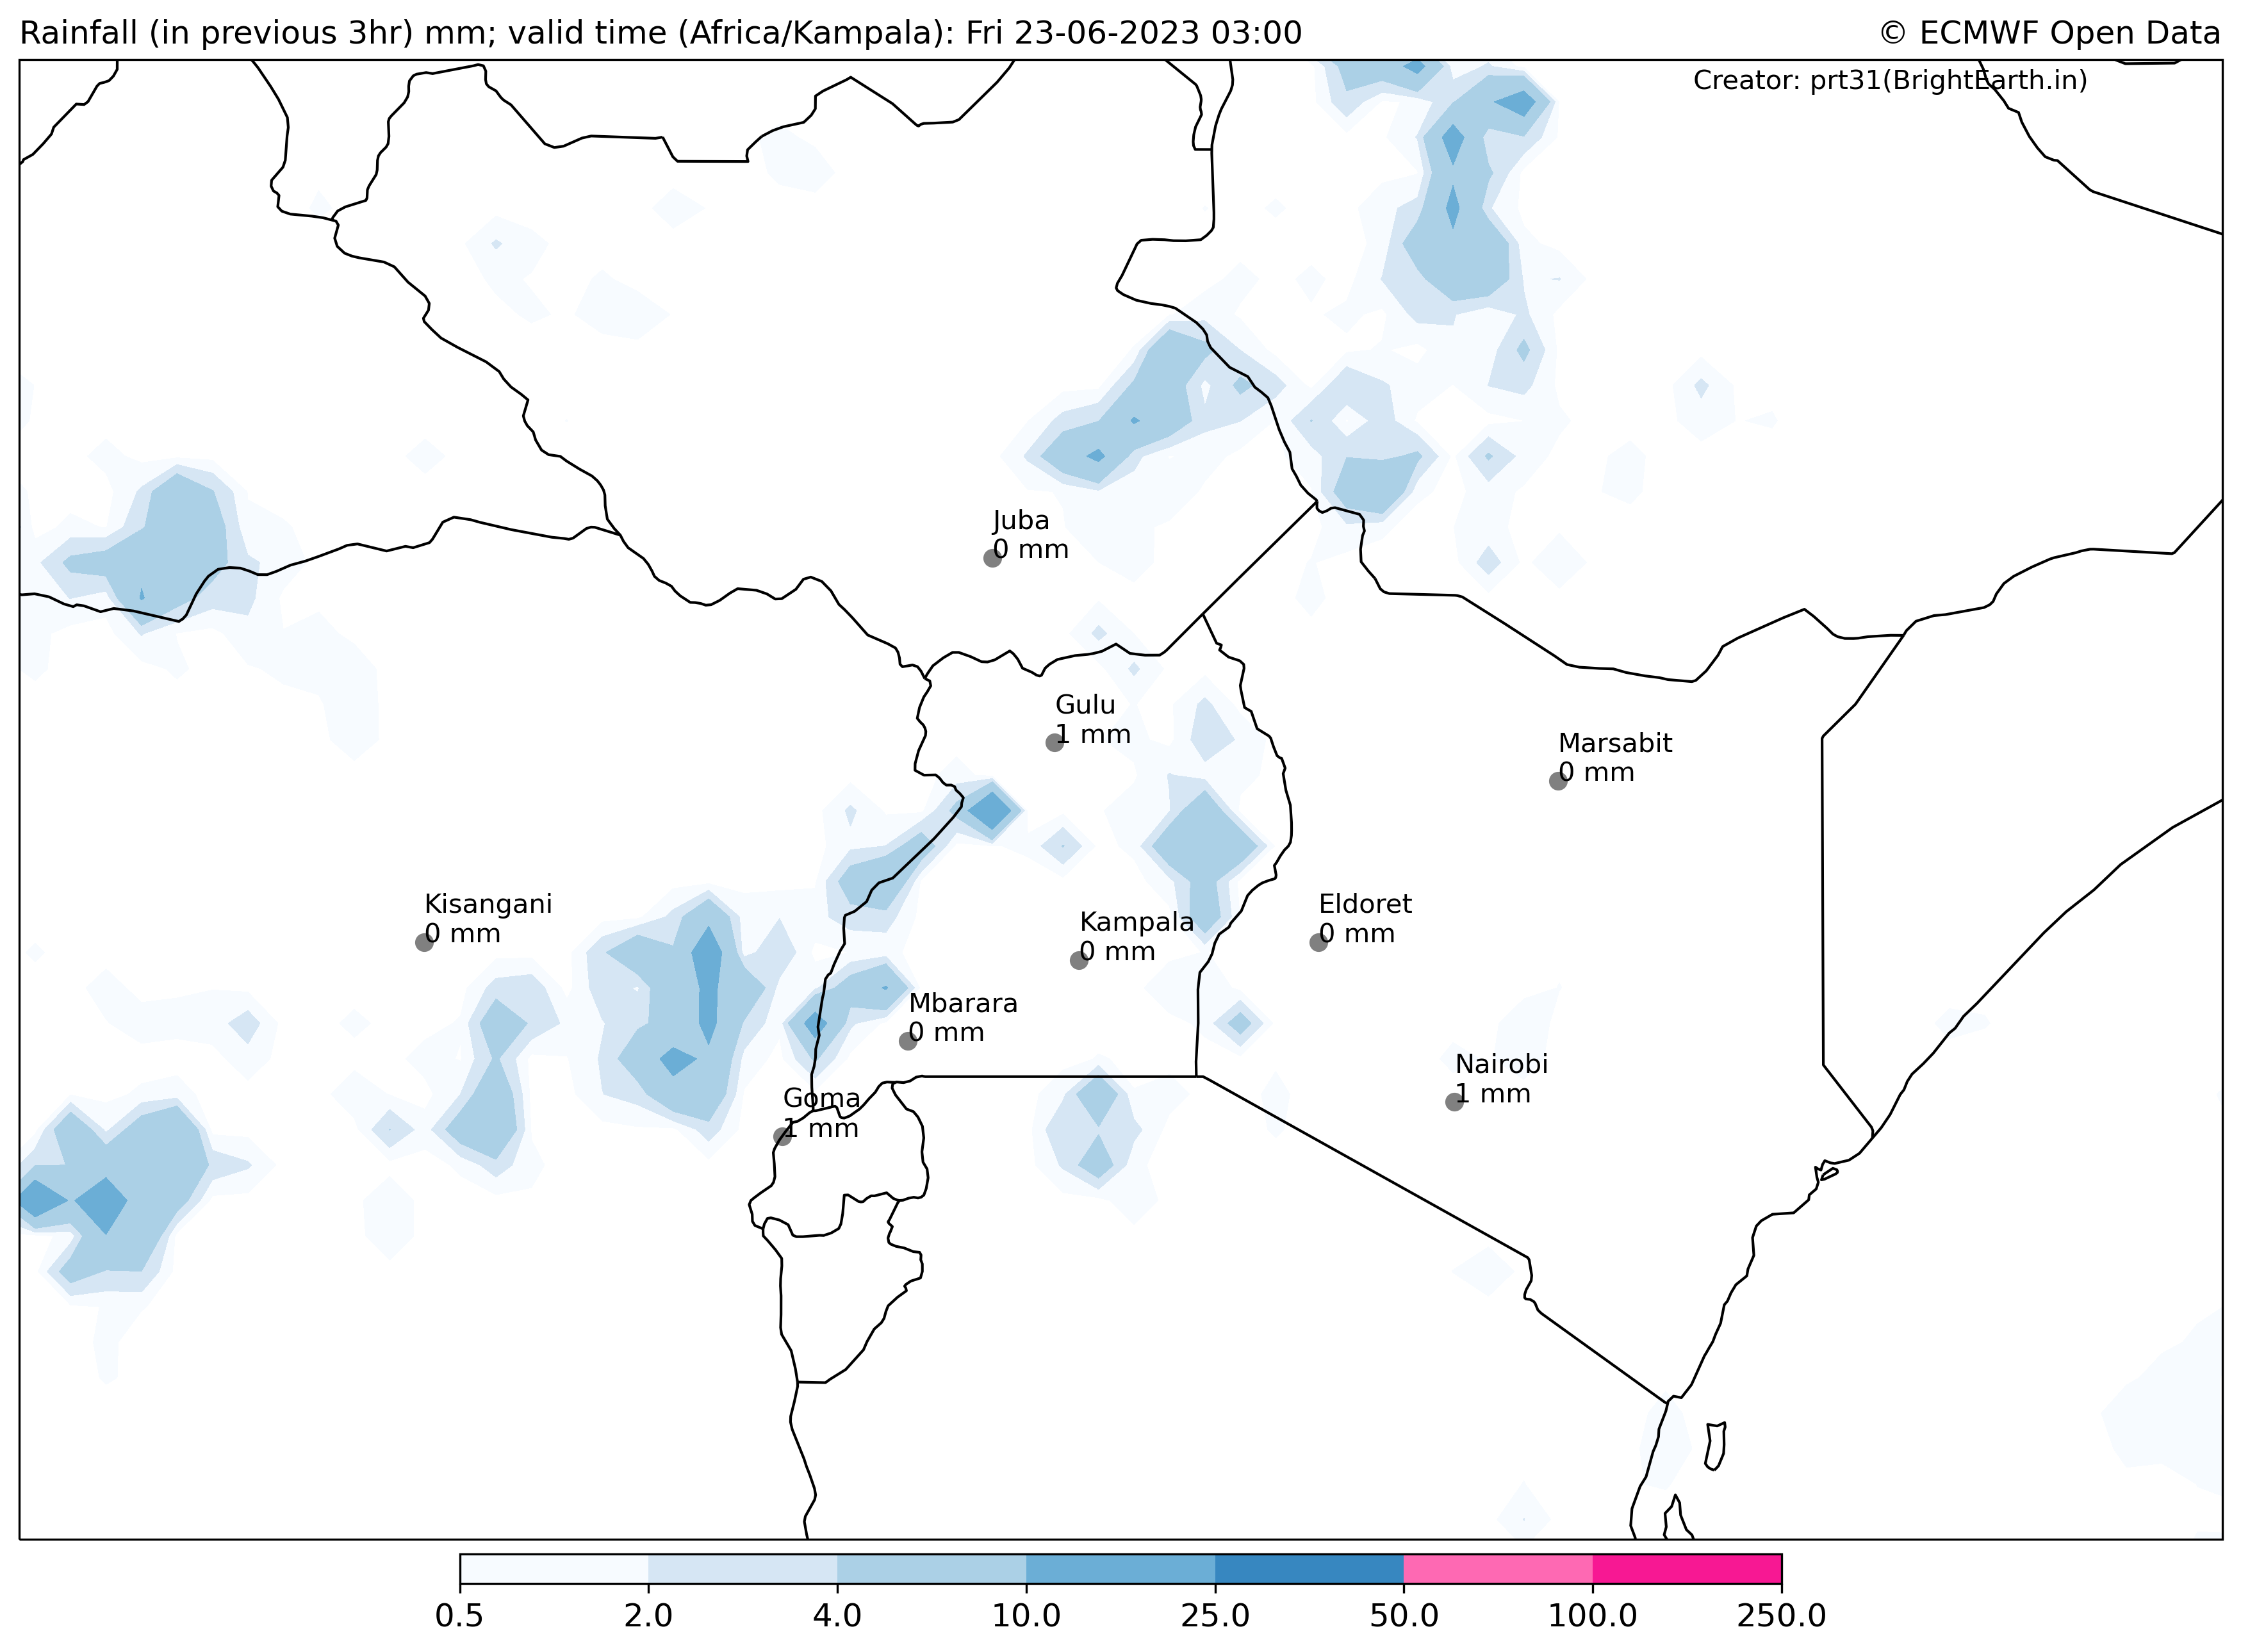 Rainfall (in previous 3hr) mm; valid time (Africa/Kampala): Fri 23-06-2023 03:00
© ECMWF Open Data
Creator: prt31(BrightEarth.in)
Juba
0 mm
Gulu
1 mm
Marsabit
0 mm
Kisangani
0 mm
Kampala
0 mm
Eldoret
0 mm
Mbarara
0 mm
Nairobi
1 mm
Goma
1 mm
0.5 2.0 4.0 10.0 25.0 50.0 100.0 250.0